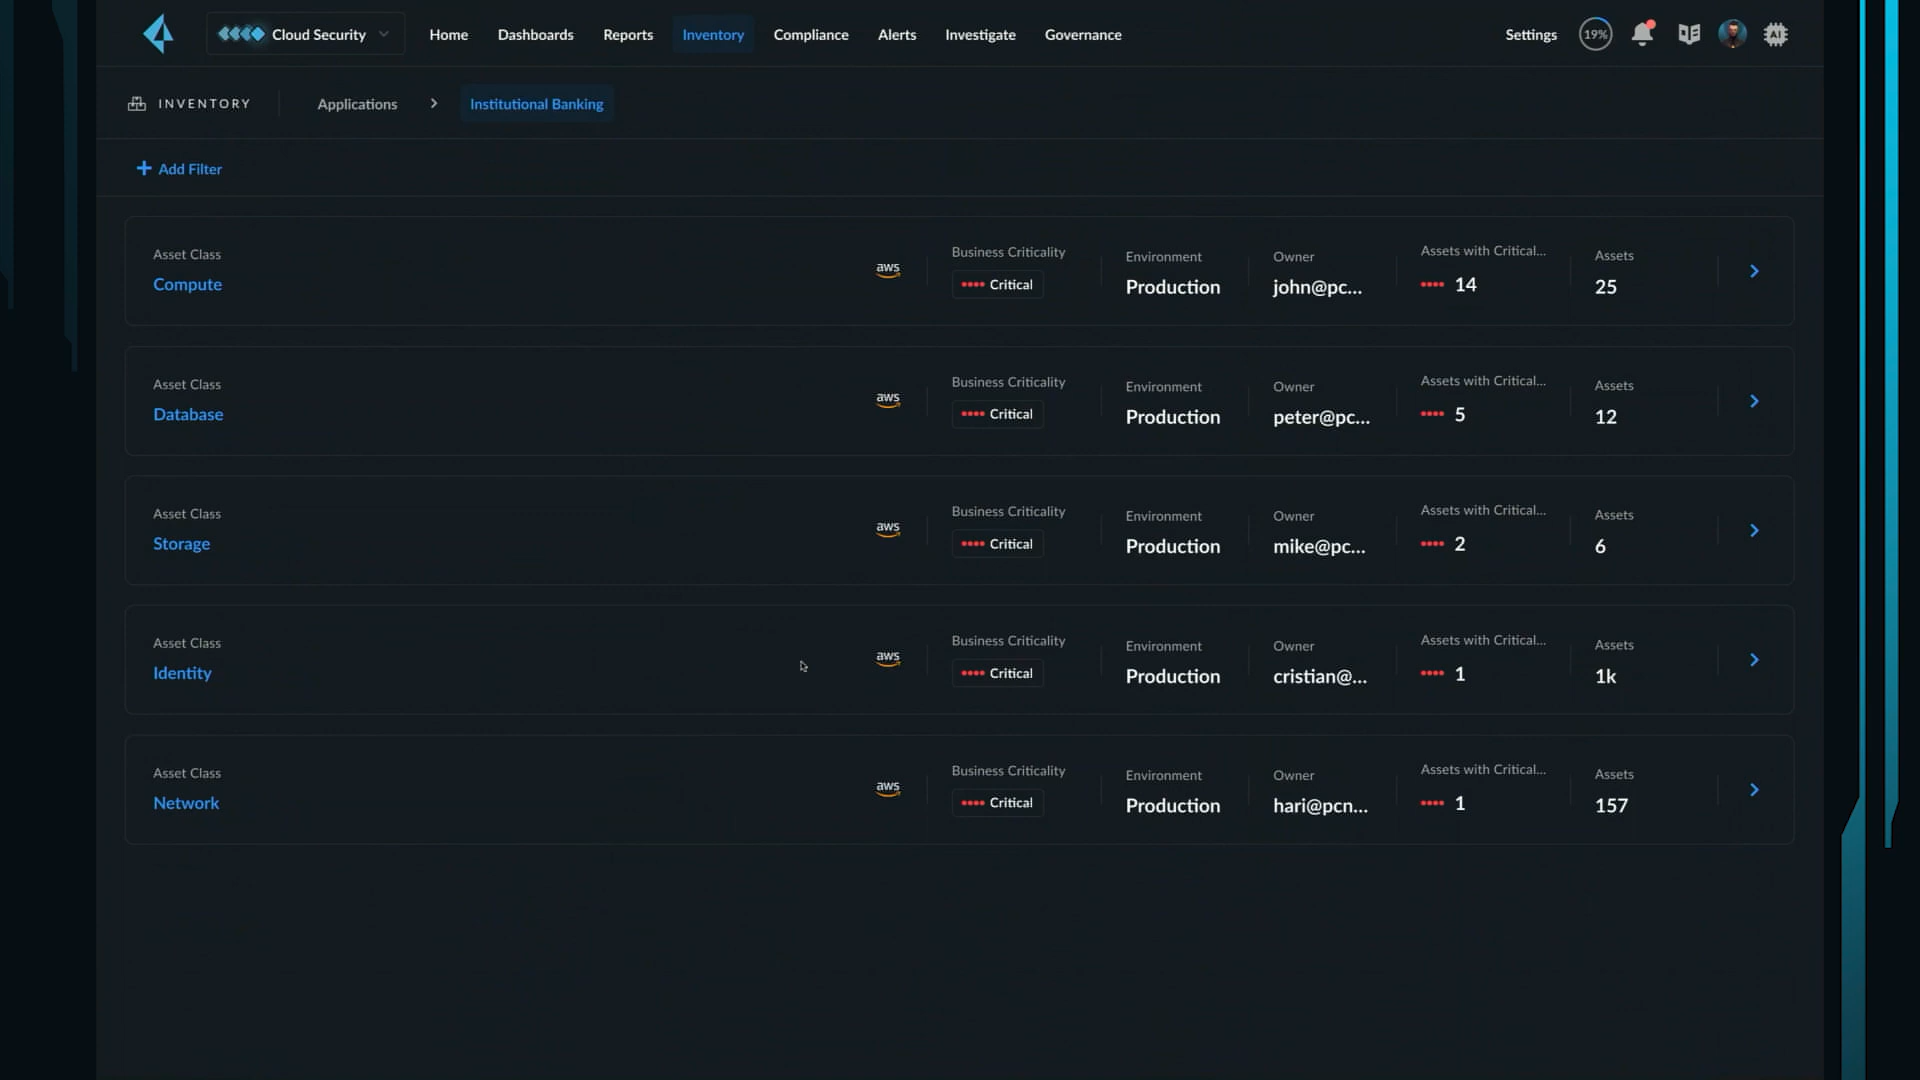 Cloud Security
Home
Dashboards
Reports
Inventory
Compliance
Alerts
Investigate
Governance
Settings
19%
AI
INVENTORY
Applications
Institutional Banking
Add Filter
Asset Class
Compute
aws
Business Criticality
Critical
Environment
Production
Owner
john@pc...
Assets with Critical...
14
Assets
25
Asset Class
Database
aws
Business Criticality
Critical
Environment
Production
Owner
peter@pc...
Assets with Critical...
5
Assets
12
Asset Class
Storage
aws
Business Criticality
Critical
Environment
Production
Owner
mike@pc...
Assets with Critical...
2
Assets
6
Asset Class
Identity
aws
Business Criticality
Critical
Environment
Production
Owner
cristian@...
Assets with Critical...
1
Assets
1k
Asset Class
Network
aws
Business Criticality
Critical
Environment
Production
Owner
hari@pcn...
Assets with Critical...
1
Assets
157